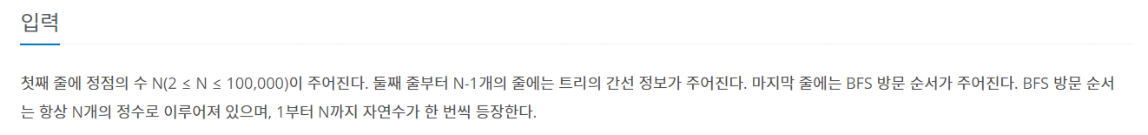 입력
첫째 줄에 정점의 수 N(2 ≤ N ≤ 100,000)이 주어진다. 둘째 줄부터 N-1개의 줄에는 트리의 간선 정보가 주어진다. 마지막 줄에는 BFS 방문 순서가 주어진다. BFS 방문 순서
는 항상 N개의 정수로 이루어져 있으며, 1부터 N까지 자연수가 한 번씩 등장한다.